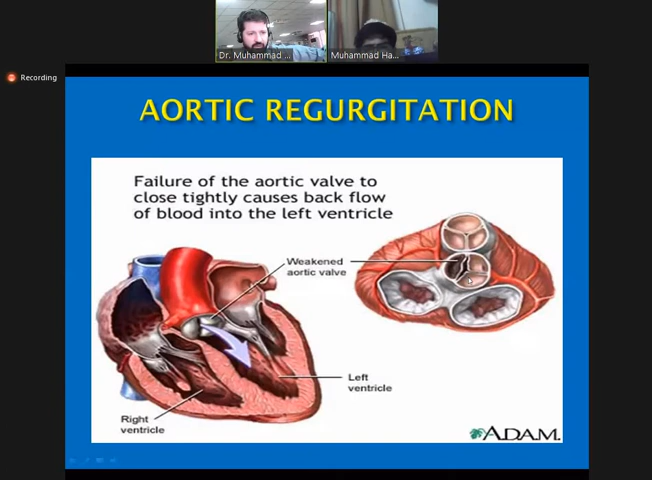 Dr. Muhammad ...
Muhammad Ha...
Recording
AORTIC REGURGITATION
Failure of the aortic valve to
close tightly causes back flow
of blood into the left ventricle
Weakened
aortic valve
Left
ventricle
Right
ventricle
ADAM.